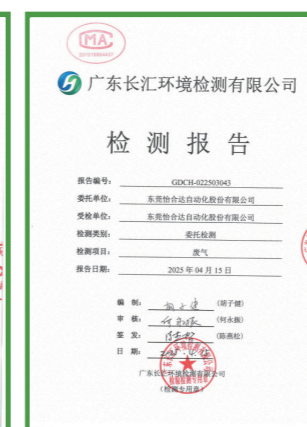 MA
广东长汇环境检测有限公司
检测报告
报告编号: GDCH-022503043
委托单位: 东莞怡合达自动化股份有限公司
受检单位: 东莞怡合达自动化股份有限公司
检测类别: 委托检测
检测项目: 废气
报告日期: 2025 年 04 月 15 日
编 制: (胡子健)
审 核: (何永振)
签 发: (陈燕松)
日 期:
广东长汇环境检测有限公司
(检测专用章)